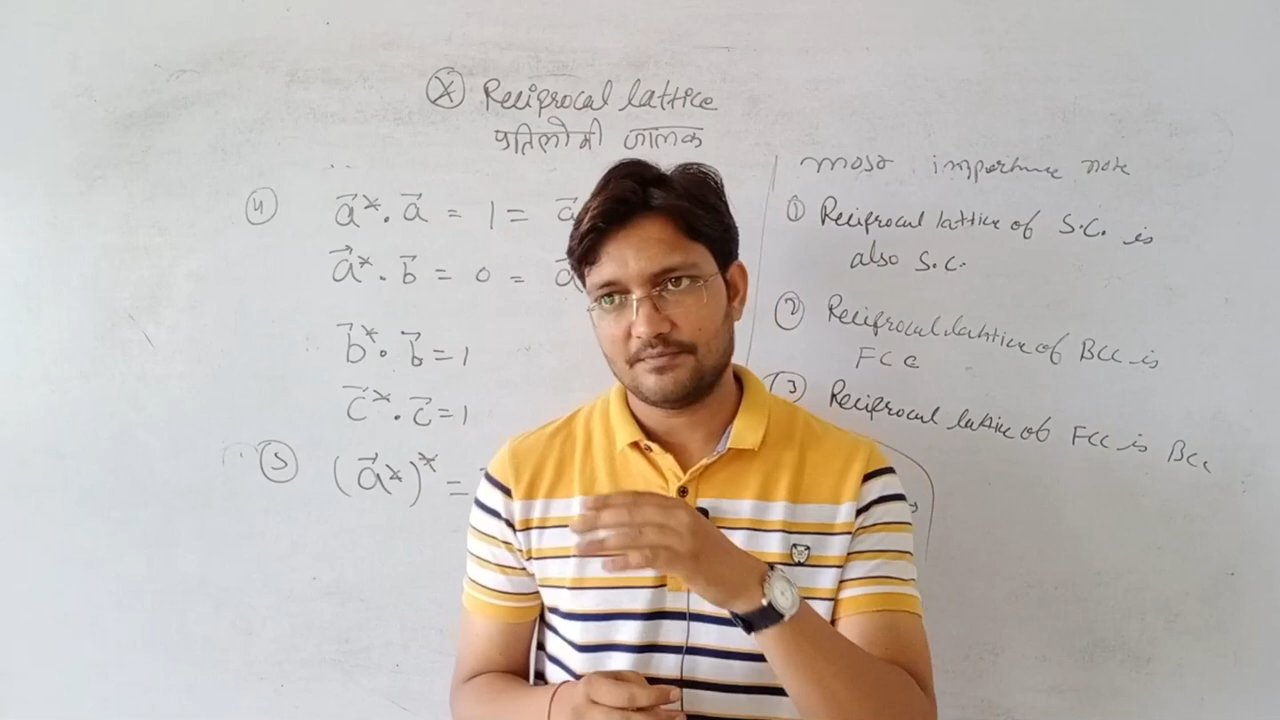 Ⓧ Reciprocal lattice
प्रतिलोमी जालक
④ a⃗*. a⃗ = 1 = a⃗
a⃗*. b⃗ = 0 = a⃗
b⃗*. b⃗ = 1
c⃗*. c⃗ = 1
⑤ (a⃗*)* =
most importance note
① Reciprocal lattice of S.C. is
also S.C.
② Reciprocal lattice of BCC is
FCC
③ Reciprocal lattice of FCC is BCC